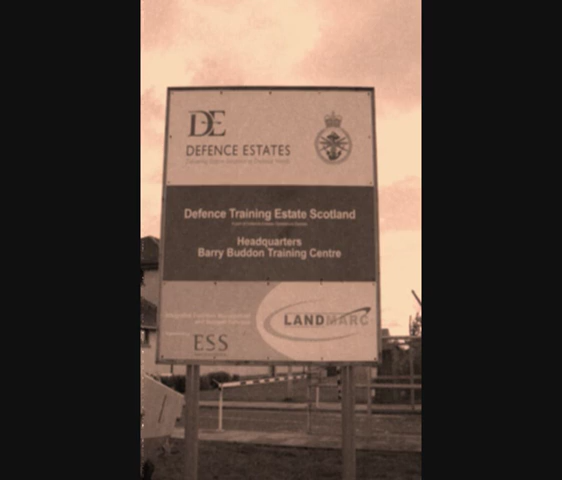 DE
DEFENCE ESTATES
Defence Training Estate Scotland
Headquarters
Barry Buddon Training Centre
LANDMARC
ESS